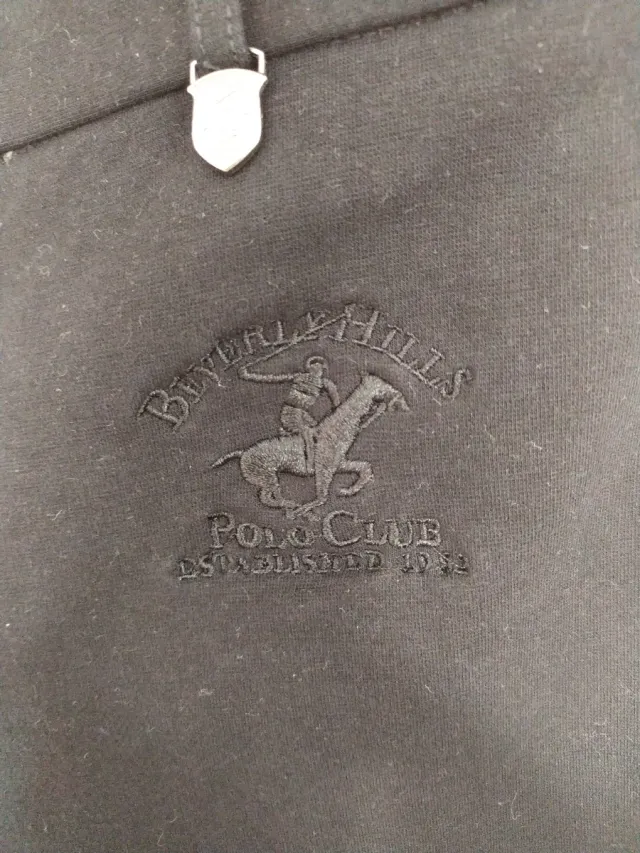 BEVERLY HILLS
POLO CLUB
ESTABLISHED 1982